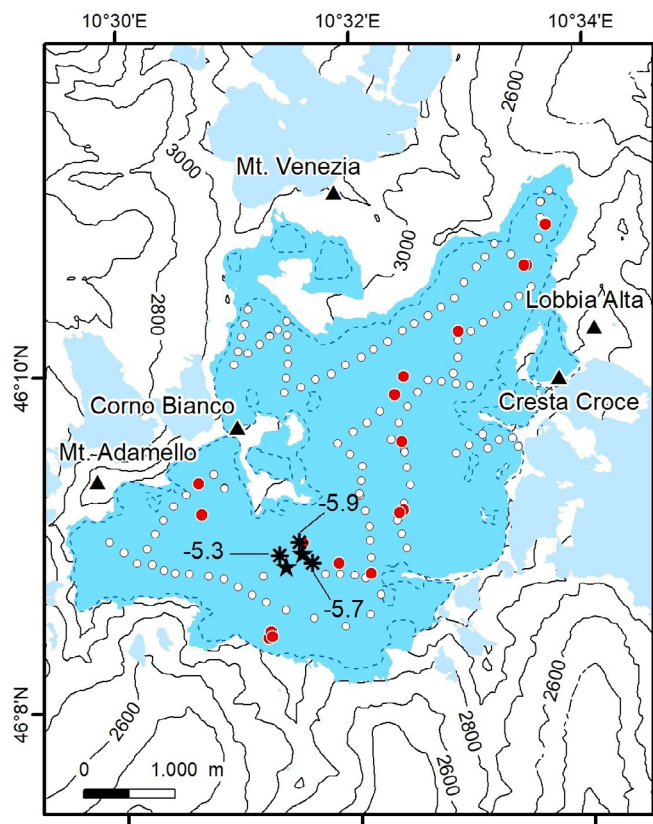 10°30'E
10°32'E
10°34'E
2600
3000
Mt. Venezia
3000
2800
Lobbia Alta
46°10'N
Corno Bianco
Cresta Croce
Mt. Adamello
-5.9
-5.3
-5.7
46°8'N
2600
2800
2600
2600
0 1.000 m